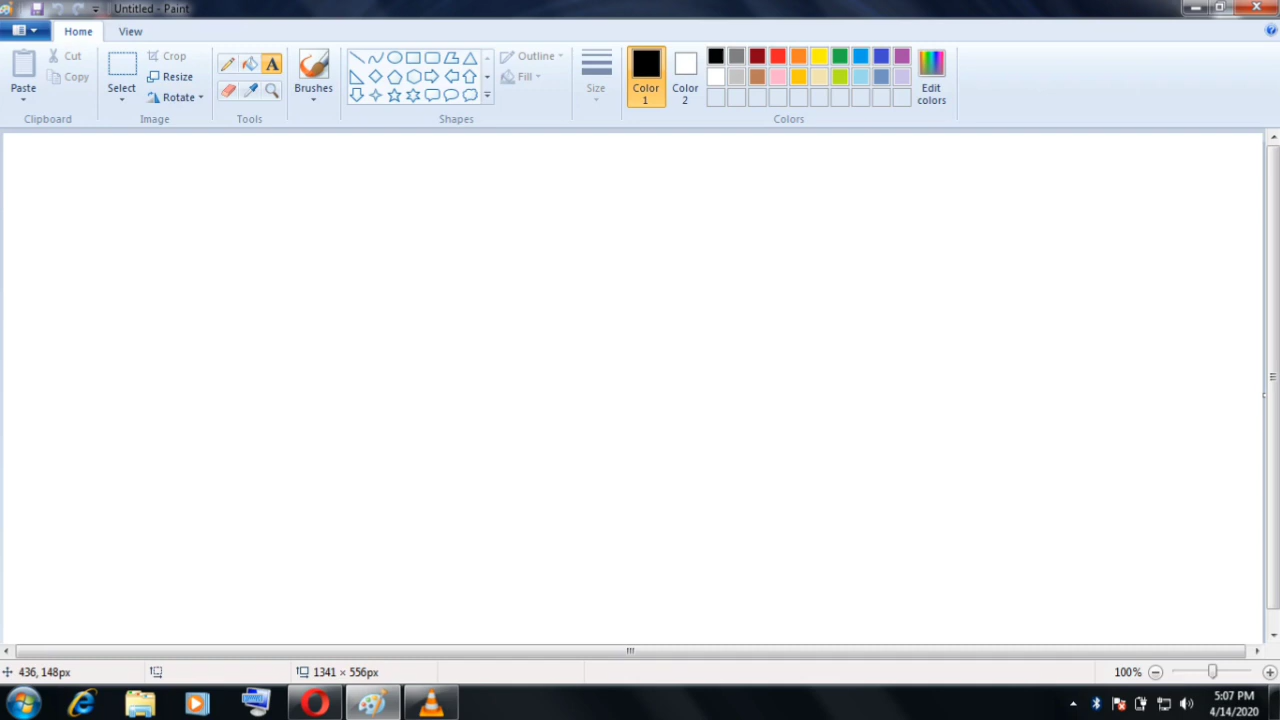 Untitled - Paint
Home View
Paste Cut Copy Clipboard
Select Crop Resize Rotate Image
A Tools
Brushes
Shapes Outline Fill
Size
Color 1 Color 2 Edit colors Colors
436, 148px 1341 × 556px 100%
5:07 PM
4/14/2020